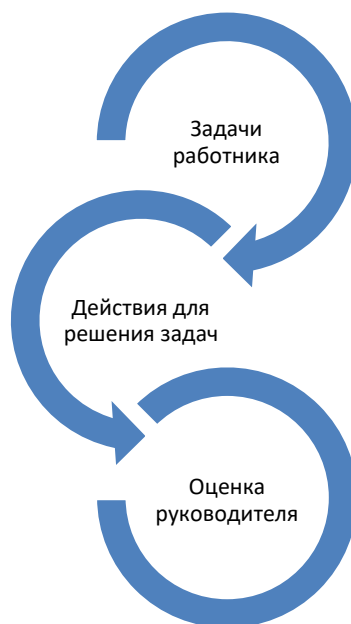 Задачи
работника
Действия для
решения задач
Оценка
руководителя